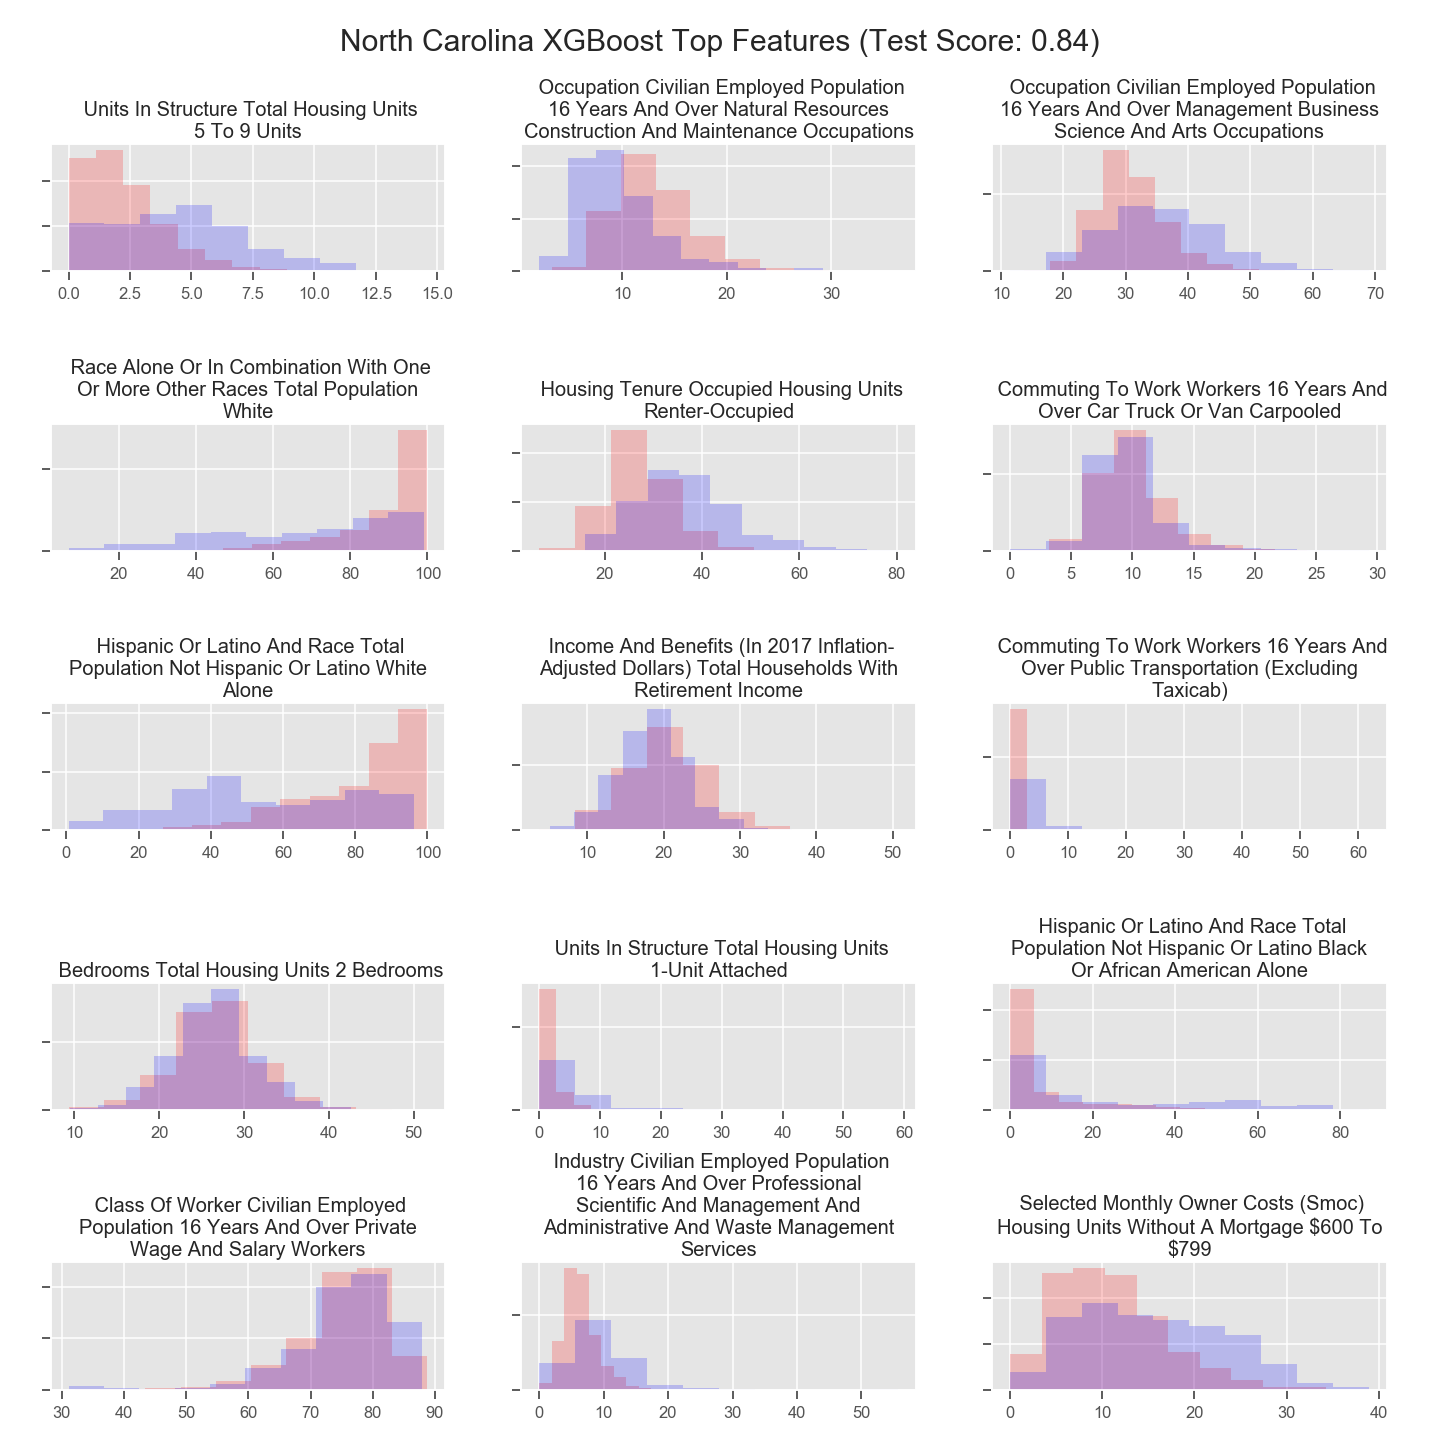 North Carolina XGBoost Top Features (Test Score: 0.84)
Units In Structure Total Housing Units
5 To 9 Units
0.0 2.5 5.0 7.5 10.0 12.5 15.0
Occupation Civilian Employed Population
16 Years And Over Natural Resources
Construction And Maintenance Occupations
10 20 30
Occupation Civilian Employed Population
16 Years And Over Management Business
Science And Arts Occupations
10 20 30 40 50 60 70
Race Alone Or In Combination With One
Or More Other Races Total Population
White
20 40 60 80 100
Housing Tenure Occupied Housing Units
Renter-Occupied
20 40 60 80
Commuting To Work Workers 16 Years And
Over Car Truck Or Van Carpooled
0 5 10 15 20 25 30
Hispanic Or Latino And Race Total
Population Not Hispanic Or Latino White
Alone
0 20 40 60 80 100
Income And Benefits (In 2017 Inflation-
Adjusted Dollars) Total Households With
Retirement Income
10 20 30 40 50
Commuting To Work Workers 16 Years And
Over Public Transportation (Excluding
Taxicab)
0 10 20 30 40 50 60
Bedrooms Total Housing Units 2 Bedrooms
10 20 30 40 50
Units In Structure Total Housing Units
1-Unit Attached
0 10 20 30 40 50 60
Hispanic Or Latino And Race Total
Population Not Hispanic Or Latino Black
Or African American Alone
0 20 40 60 80
Class Of Worker Civilian Employed
Population 16 Years And Over Private
Wage And Salary Workers
30 40 50 60 70 80 90
Industry Civilian Employed Population
16 Years And Over Professional
Scientific And Management And
Administrative And Waste Management
Services
0 10 20 30 40 50
Selected Monthly Owner Costs (Smoc)
Housing Units Without A Mortgage $600 To
$799
0 10 20 30 40